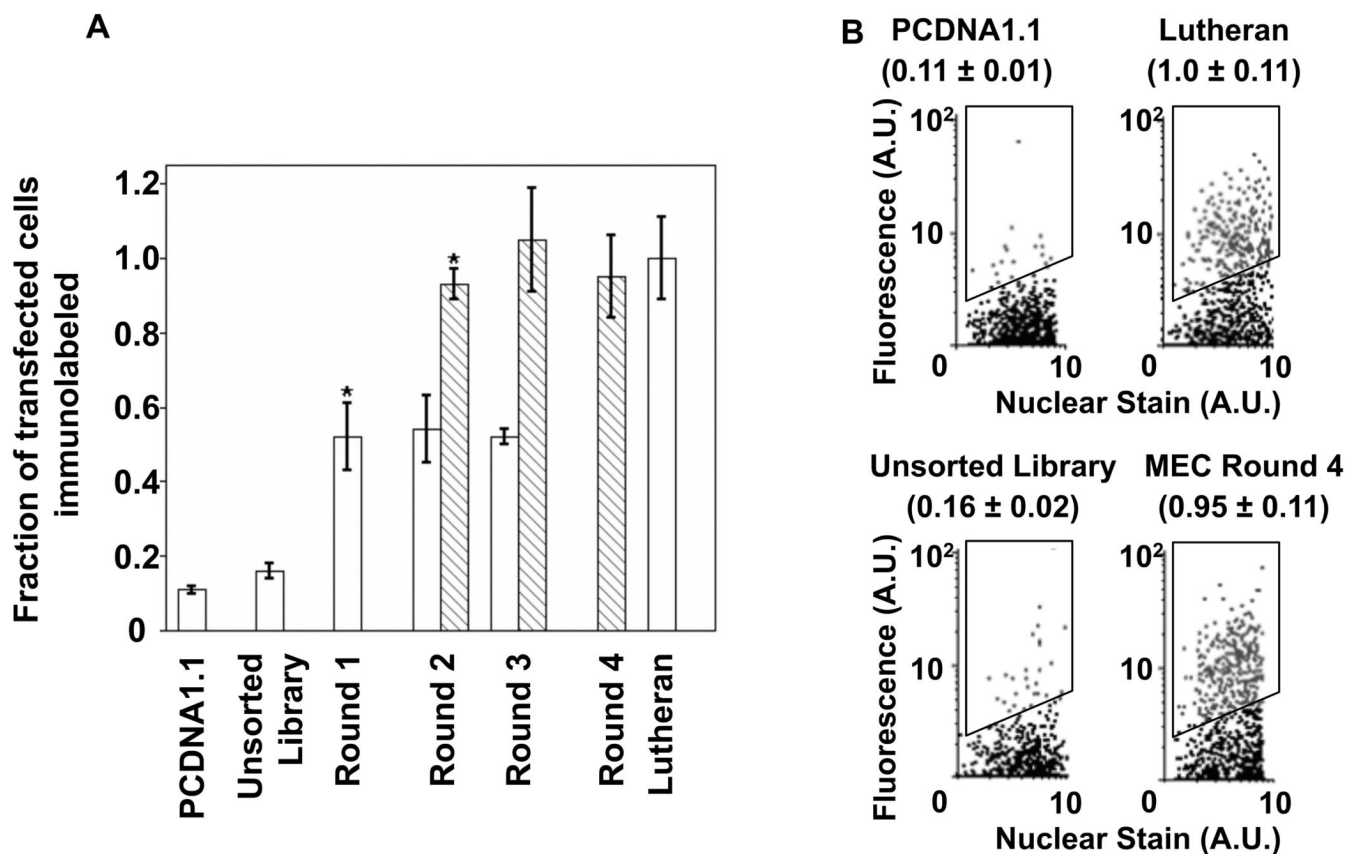 A
Fraction of transfected cells
immunolabeled
1.2
1.0
0.8
0.6
0.4
0.2
0
*
*
PCDNA1.1
Unsorted
Library
Round 1
Round 2
Round 3
Round 4
Lutheran
B
PCDNA1.1
(0.11 ± 0.01)
Lutheran
(1.0 ± 0.11)
Fluorescence (A.U.)
10²
10
0
10
10²
10
0
10
Nuclear Stain (A.U.)
Unsorted Library
(0.16 ± 0.02)
MEC Round 4
(0.95 ± 0.11)
Fluorescence (A.U.)
10²
10
0
10
10²
10
0
10
Nuclear Stain (A.U.)